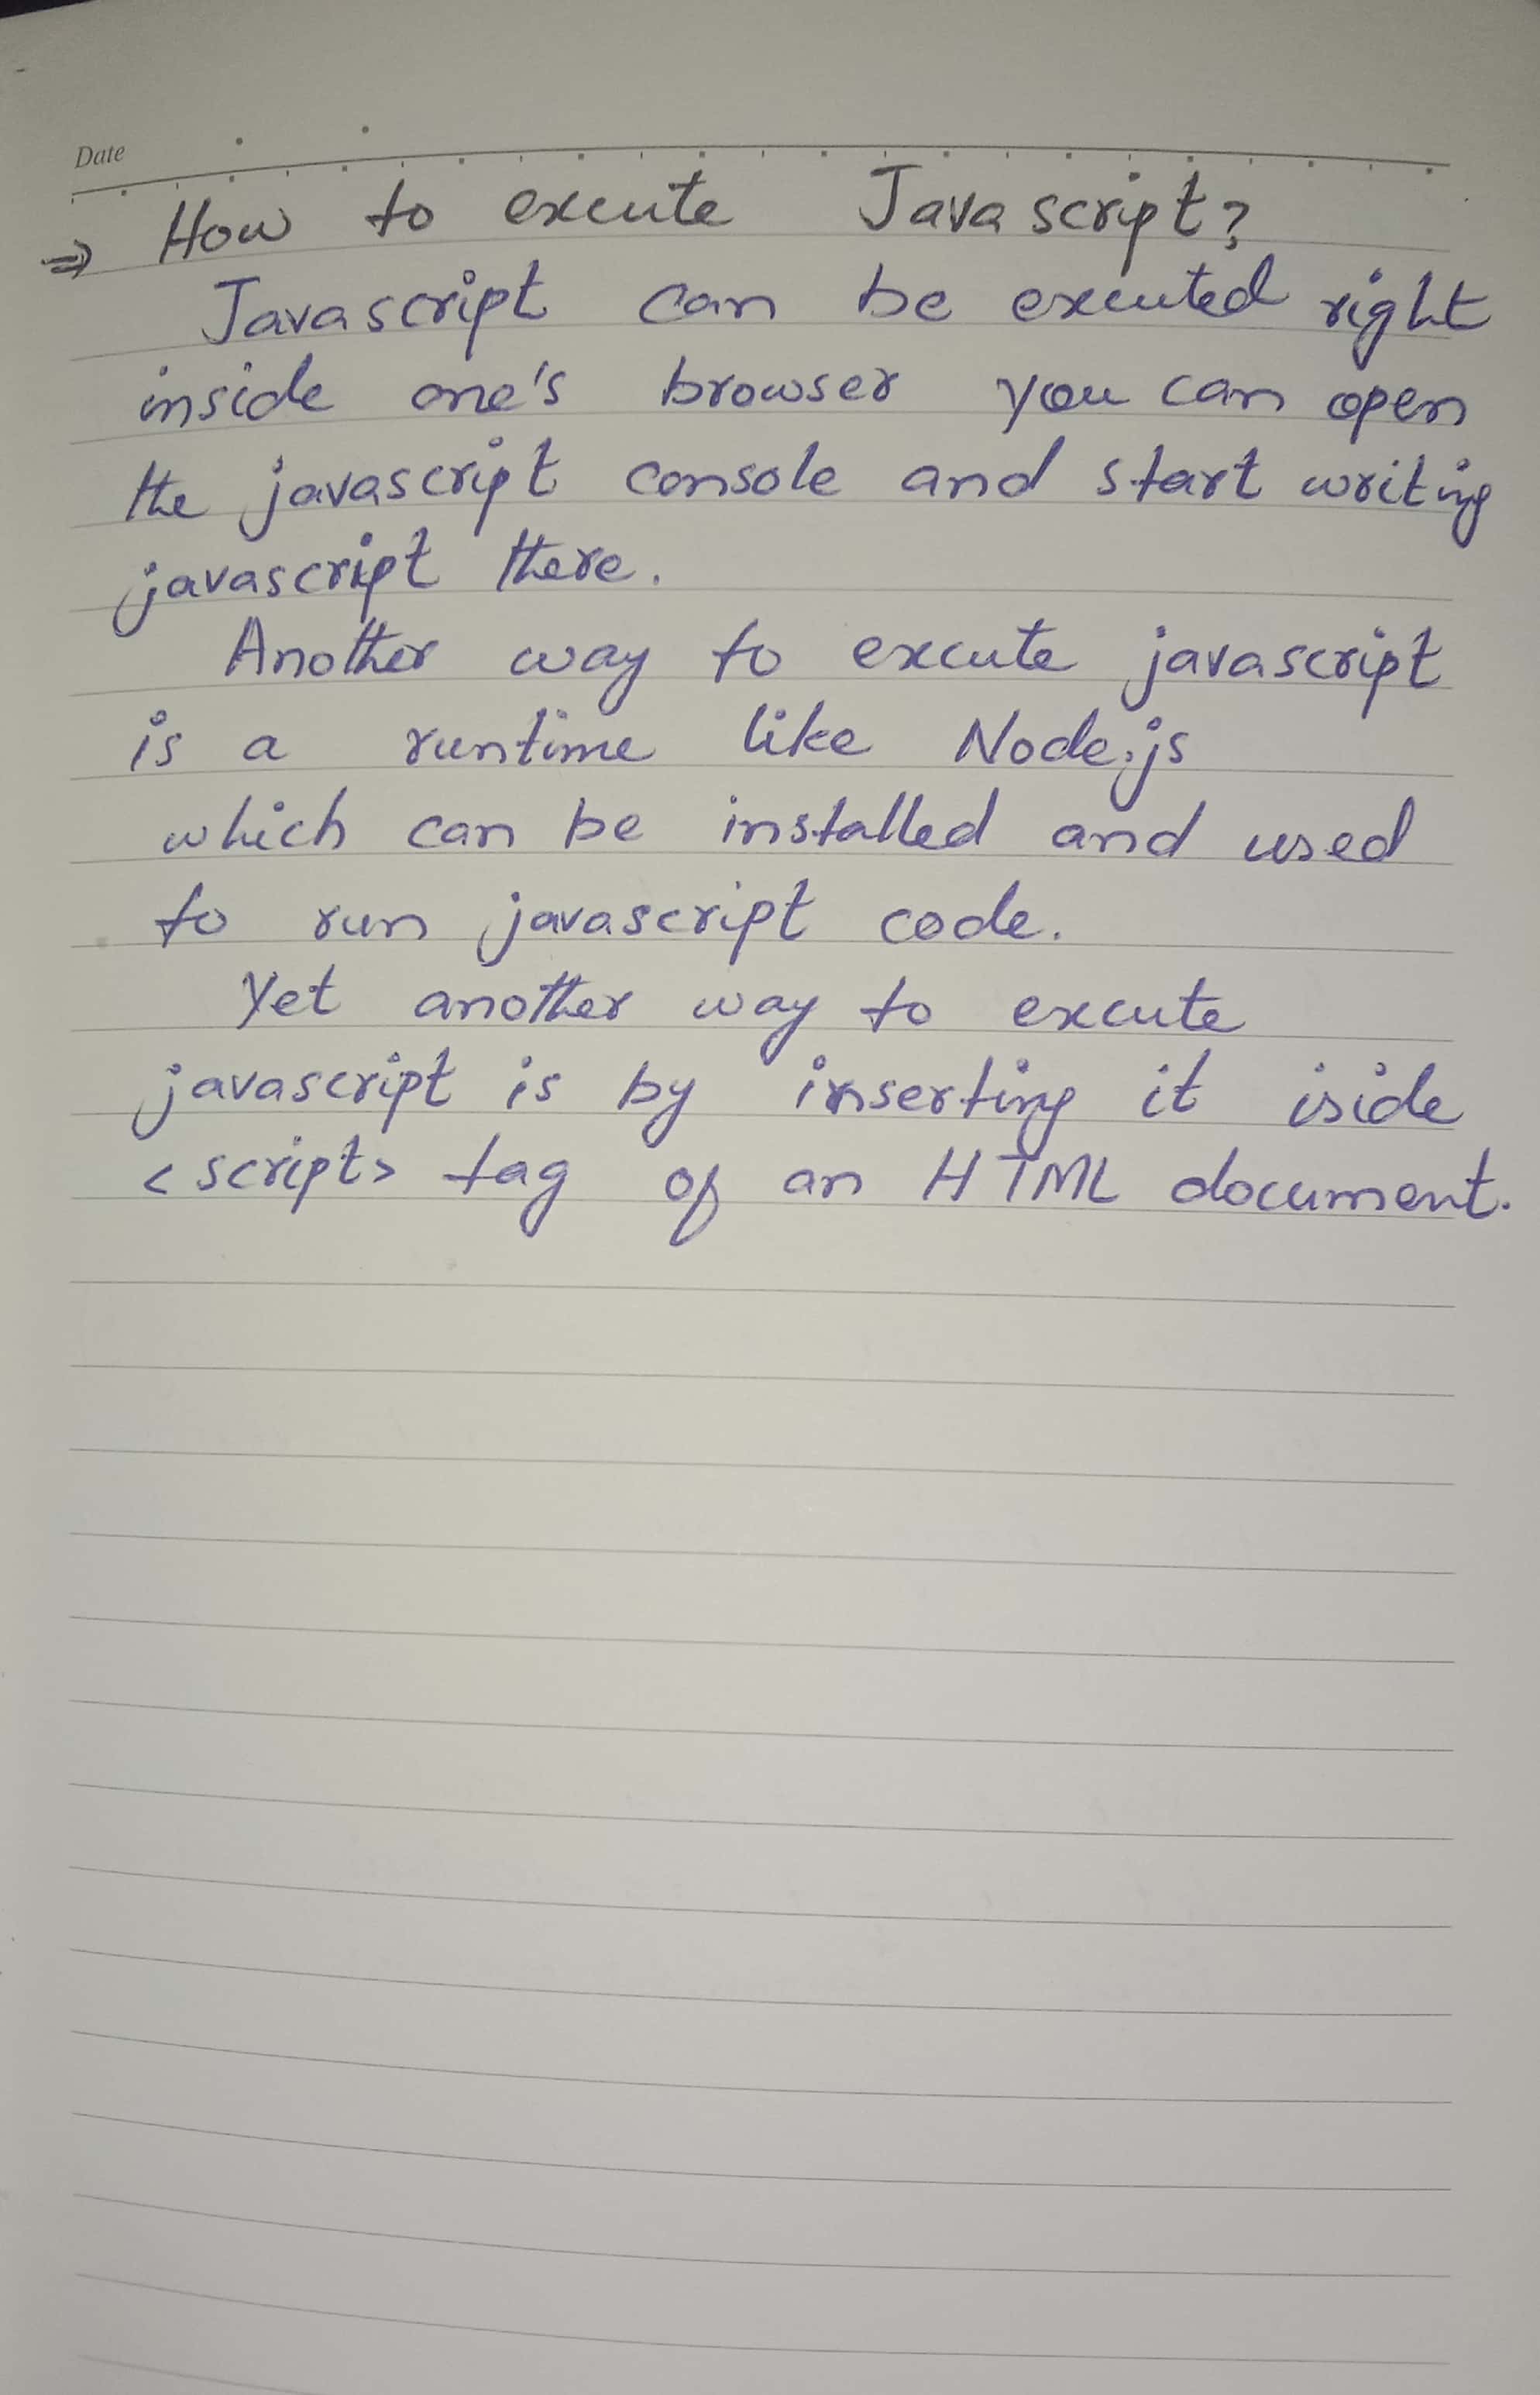 Date
⇒ How to excute Javascript?
Javascript can be excuted right
inside one's browser you can open
the javascript console and start writing
javascript there.
Another way to excute javascript
is a runtime like Node.js
which can be installed and used
to run javascript code.
Yet another way to excute
javascript is by inserting it iside
<script> tag of an HTML document.